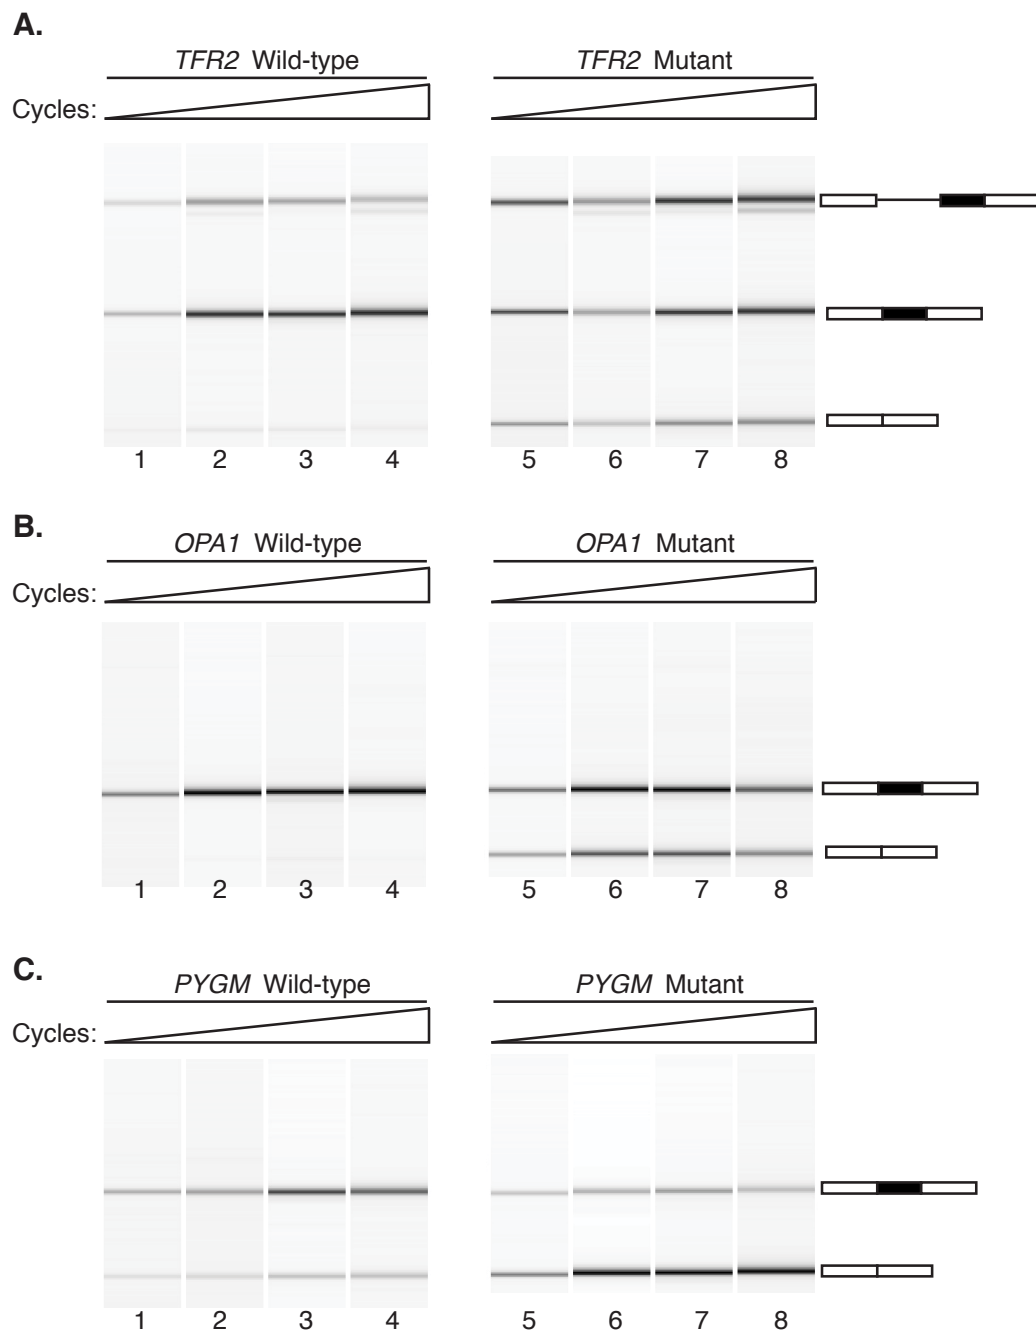 A.
TFR2 Wild-type TFR2 Mutant
Cycles:
1 2 3 4 5 6 7 8
B.
OPA1 Wild-type OPA1 Mutant
Cycles:
1 2 3 4 5 6 7 8
C.
PYGM Wild-type PYGM Mutant
Cycles:
1 2 3 4 5 6 7 8